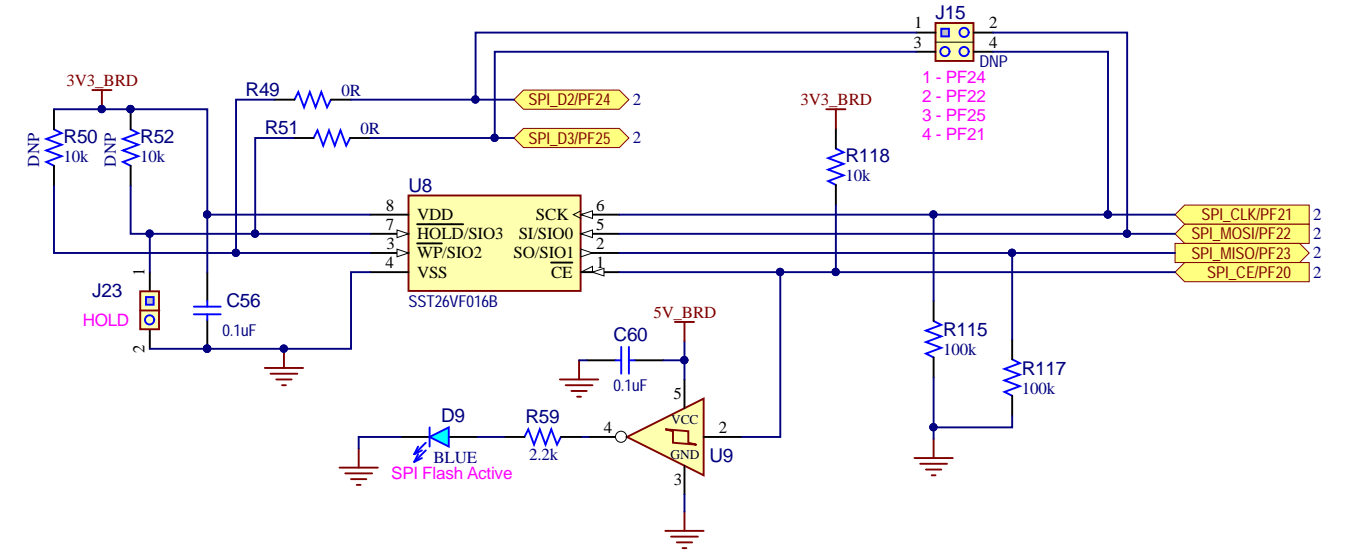 J15
1
2
3
4
DNP
1 - PF24
2 - PF22
3 - PF25
4 - PF21
3V3_BRD
R49
0R
SPI_D2/PF24
2
R51
0R
SPI_D3/PF25
2
3V3_BRD
DNP
R50
10k
DNP
R52
10k
R118
10k
U8
8
VDD
SCK
6
7
HOLD/SIO3
SI/SIO0
5
3
WP/SIO2
SO/SIO1
2
4
VSS
CE
1
SST26VF016B
SPI_CLK/PF21
2
SPI_MOSI/PF22
2
SPI_MISO/PF23
2
SPI_CE/PF20
2
1
J23
HOLD
2
C56
0.1uF
5V_BRD
C60
0.1uF
R115
100k
R117
100k
5
VCC
GND
4
2
3
U9
D9
BLUE
SPI Flash Active
R59
2.2k